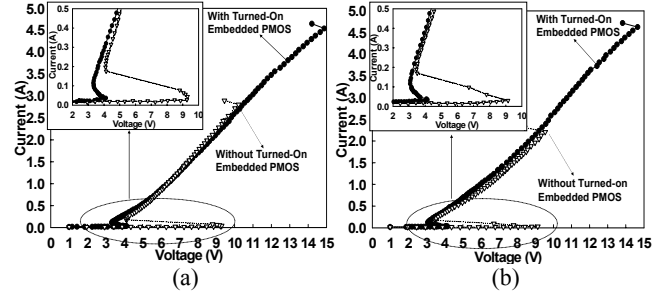 0.5
0.4
0.3
0.2
0.1
0.0
Current (A)
2 3 4 5 6 7 8 9 10
Voltage (V)
With Turned-On
Embedded PMOS
Without Turned-On
Embedded PMOS
5.0
4.5
4.0
3.5
3.0
2.5
2.0
1.5
1.0
0.5
0.0
Current (A)
0 1 2 3 4 5 6 7 8 9 10 11 12 13 14 15
Voltage (V)
(a)
0.5
0.4
0.3
0.2
0.1
0.0
Current (A)
2 3 4 5 6 7 8 9 10
Voltage (V)
With Turned-On
Embedded PMOS
Without Turned-on
Embedded PMOS
5.0
4.5
4.0
3.5
3.0
2.5
2.0
1.5
1.0
0.5
0.0
Current (A)
0 1 2 3 4 5 6 7 8 9 10 11 12 13 14 15
Voltage (V)
(b)